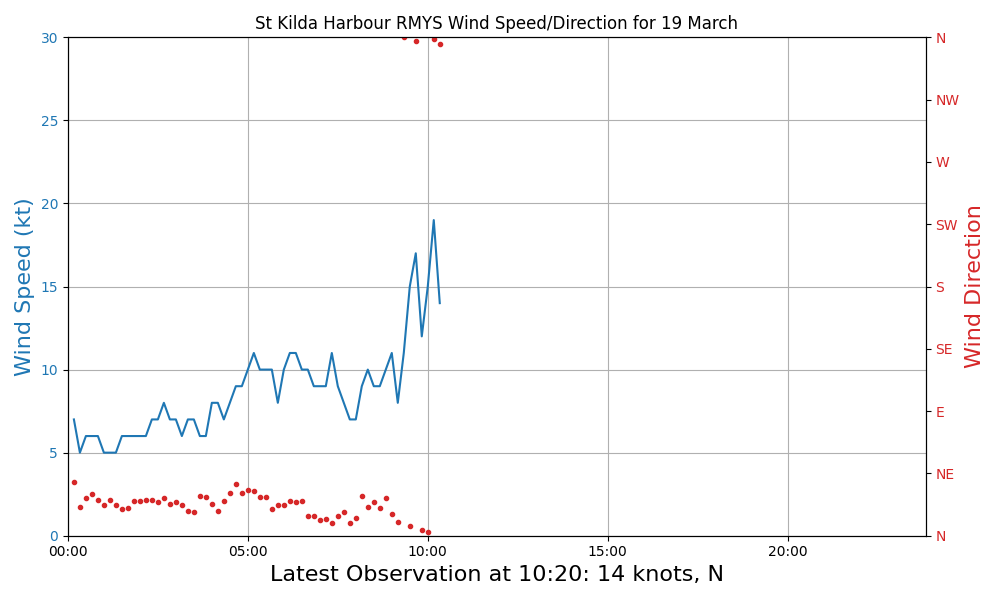 St Kilda Harbour RMYS Wind Speed/Direction for 19 March
30
25
20
15
10
5
0
Wind Speed (kt)
N
NW
W
SW
S
SE
E
NE
N
Wind Direction
00:00 05:00 10:00 15:00 20:00
Latest Observation at 10:20: 14 knots, N